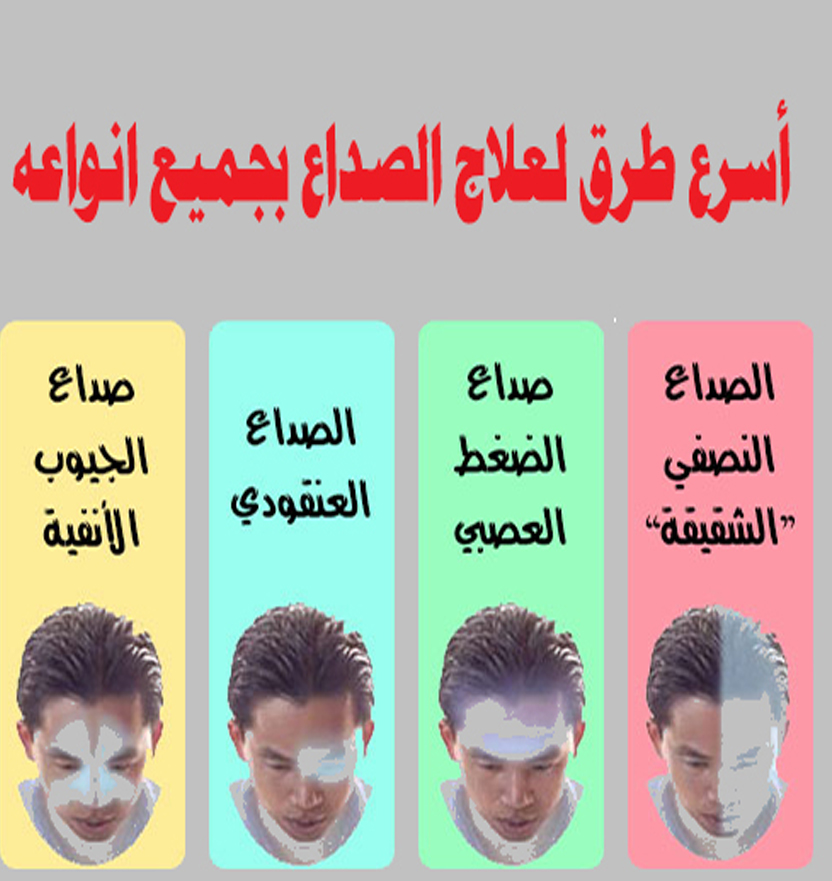 أسرع طرق لعلاج الصداع بجميع انواعه
الصداع
النصفي
”الشقيقة“
صداع
الضغط
العصبي
الصداع
العنقودي
صداع
الجيوب
الأنفية